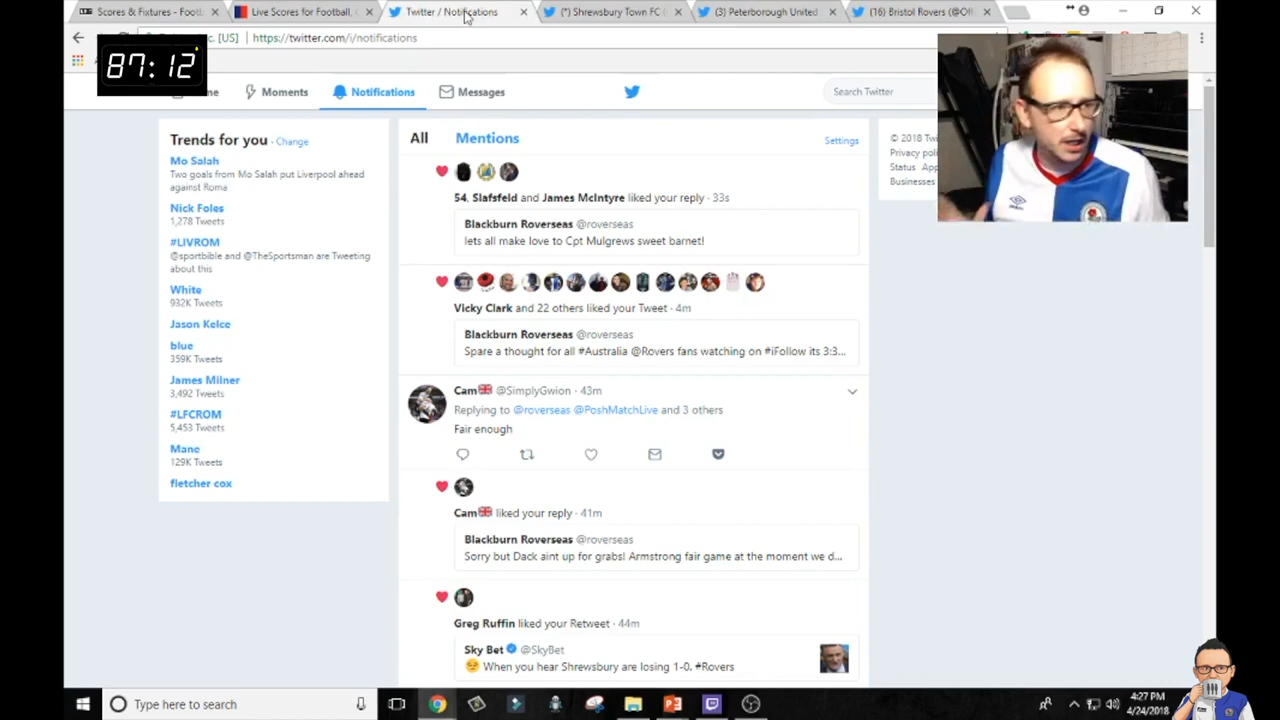 Scores & Fixtures - Footb
Live Scores for Football, C
Twitter / Notifications
(*) Shrewsbury Town FC (
(3) Peterborough United
(16) Bristol Rovers (@Offi
[US]
https://twitter.com/i/notifications
87:12
Moments
Notifications
Messages
Search Twitter
Trends for you · Change
Mo Salah
Two goals from Mo Salah put Liverpool ahead
against Roma
Nick Foles
1,278 Tweets
#LIVROM
@sportbible and @TheSportsman are Tweeting
about this
White
932K Tweets
Jason Kelce
blue
359K Tweets
James Milner
3,492 Tweets
#LFCROM
5,453 Tweets
Mane
129K Tweets
fletcher cox
All
Mentions
Settings
54, Slafsfeld and James McIntyre liked your reply · 33s
Blackburn Roverseas @roverseas
lets all make love to Cpt Mulgrews sweet barnet!
Vicky Clark and 22 others liked your Tweet · 4m
Blackburn Roverseas @roverseas
Spare a thought for all #Australia @Rovers fans watching on #iFollow its 3:3...
Cam @SimplyGwion · 43m
Replying to @roverseas @PoshMatchLive and 3 others
Fair enough
Cam liked your reply · 41m
Blackburn Roverseas @roverseas
Sorry but Dack aint up for grabs! Armstrong fair game at the moment we d...
Greg Ruffin liked your Retweet · 44m
Sky Bet @SkyBet
When you hear Shrewsbury are losing 1-0. #Rovers
© 2018 Twi
Privacy poli
Status
Businesses
Type here to search
4:27 PM
4/24/2018